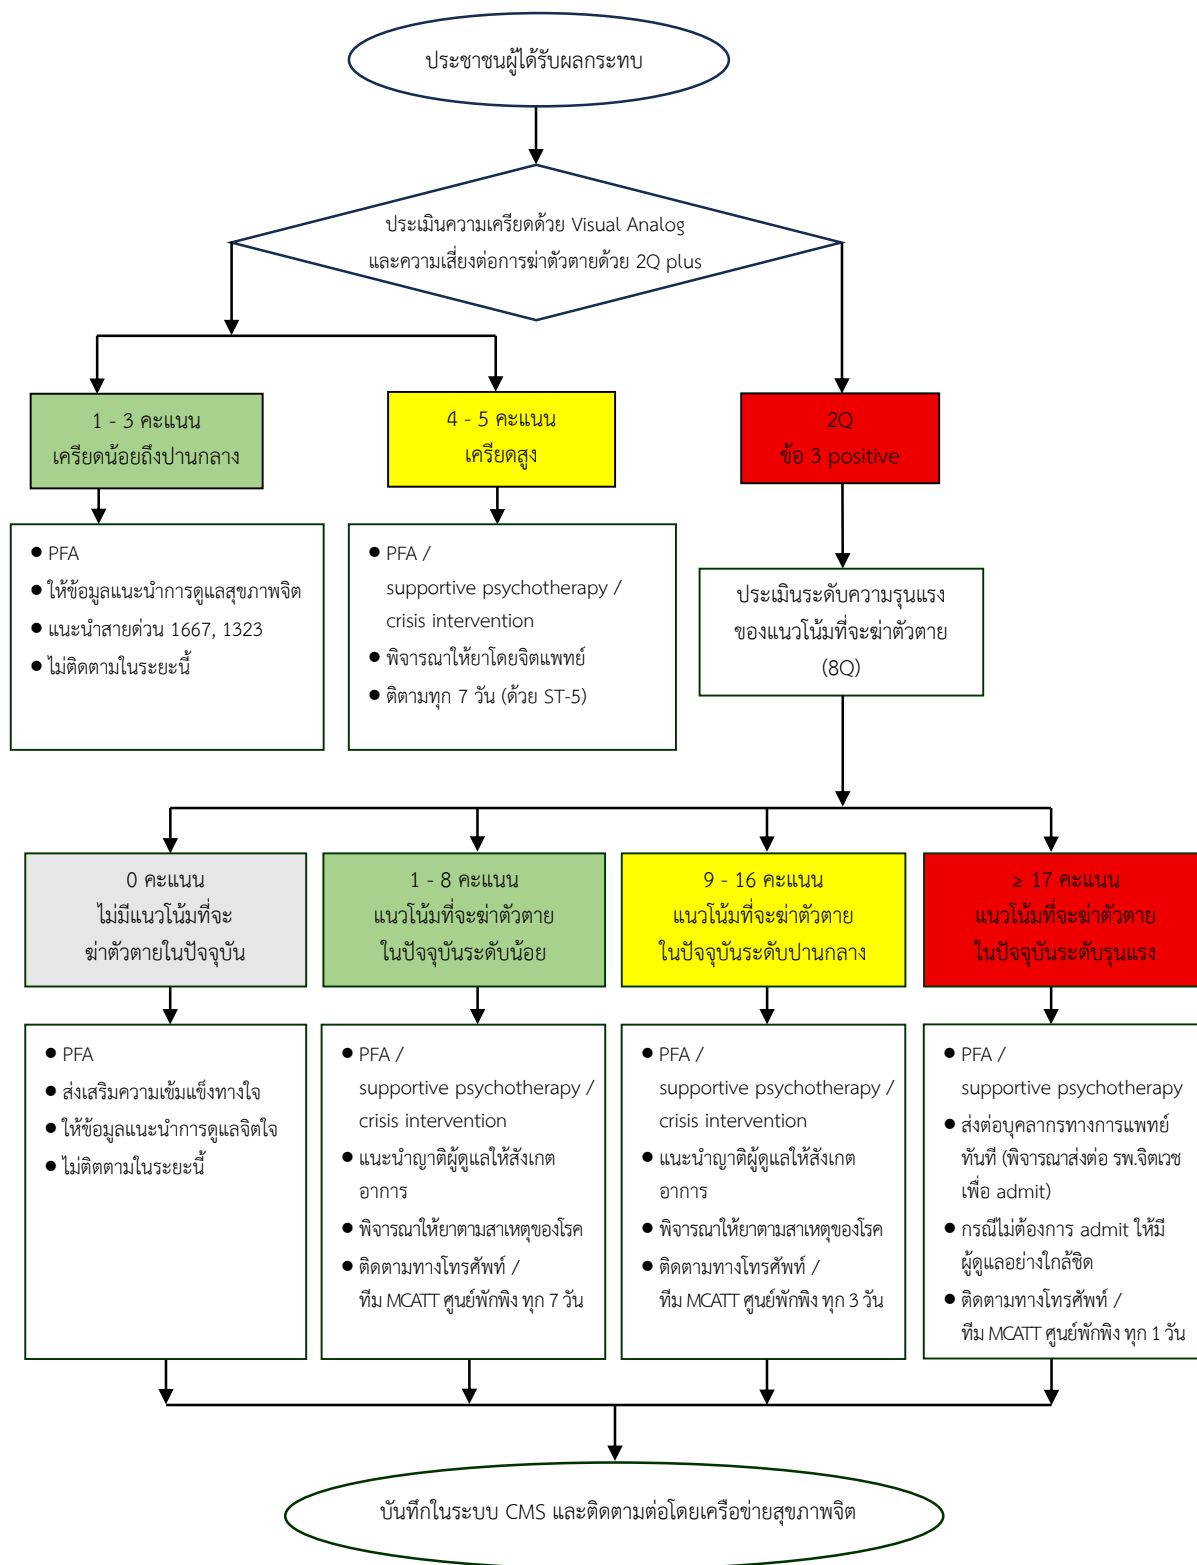 ประชาชนผู้ได้รับผลกระทบ
ประเมินความเครียดด้วย Visual Analog
และความเสี่ยงต่อการฆ่าตัวตายด้วย 2Q plus
1 - 3 คะแนน
เครียดน้อยถึงปานกลาง
4 - 5 คะแนน
เครียดสูง
2Q
ข้อ 3 positive
● PFA
● ให้ข้อมูลแนะนำการดูแลสุขภาพจิต
● แนะนำสายด่วน 1667, 1323
● ไม่ติดตามในระยะนี้
● PFA /
supportive psychotherapy /
crisis intervention
● พิจารณาให้ยาโดยจิตแพทย์
● ติตามทุก 7 วัน (ด้วย ST-5)
ประเมินระดับความรุนแรง
ของแนวโน้มที่จะฆ่าตัวตาย
(8Q)
0 คะแนน
ไม่มีแนวโน้มที่จะ
ฆ่าตัวตายในปัจจุบัน
1 - 8 คะแนน
แนวโน้มที่จะฆ่าตัวตาย
ในปัจจุบันระดับน้อย
9 - 16 คะแนน
แนวโน้มที่จะฆ่าตัวตาย
ในปัจจุบันระดับปานกลาง
≥ 17 คะแนน
แนวโน้มที่จะฆ่าตัวตาย
ในปัจจุบันระดับรุนแรง
● PFA
● ส่งเสริมความเข้มแข็งทางใจ
● ให้ข้อมูลแนะนำการดูแลจิตใจ
● ไม่ติตตามในระยะนี้
● PFA /
supportive psychotherapy /
crisis intervention
● แนะนำญาติผู้ดูแลให้สังเกต
อาการ
● พิจารณาให้ยาตามสาเหตุของโรค
● ติดตามทางโทรศัพท์ /
ทีม MCATT ศูนย์พักพิง ทุก 7 วัน
● PFA /
supportive psychotherapy /
crisis intervention
● แนะนำญาติผู้ดูแลให้สังเกต
อาการ
● พิจารณาให้ยาตามสาเหตุของโรค
● ติดตามทางโทรศัพท์ /
ทีม MCATT ศูนย์พักพิง ทุก 3 วัน
● PFA /
supportive psychotherapy
● ส่งต่อบุคลากรทางการแพทย์
ทันที (พิจารณาส่งต่อ รพ.จิตเวช
เพื่อ admit)
● กรณีไม่ต้องการ admit ให้มี
ผู้ดูแลอย่างใกล้ชิด
● ติดตามทางโทรศัพท์ /
ทีม MCATT ศูนย์พักพิง ทุก 1 วัน
บันทึกในระบบ CMS และติดตามต่อโดยเครือข่ายสุขภาพจิต